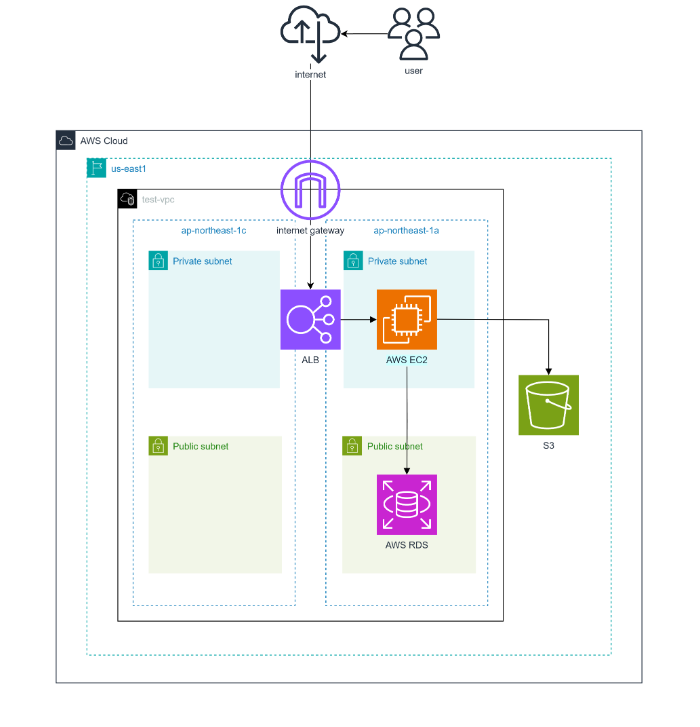 internet
user
AWS Cloud
us-east1
test-vpc
internet gateway
ap-northeast-1c
ap-northeast-1a
Private subnet
Private subnet
ALB
AWS EC2
S3
Public subnet
Public subnet
AWS RDS